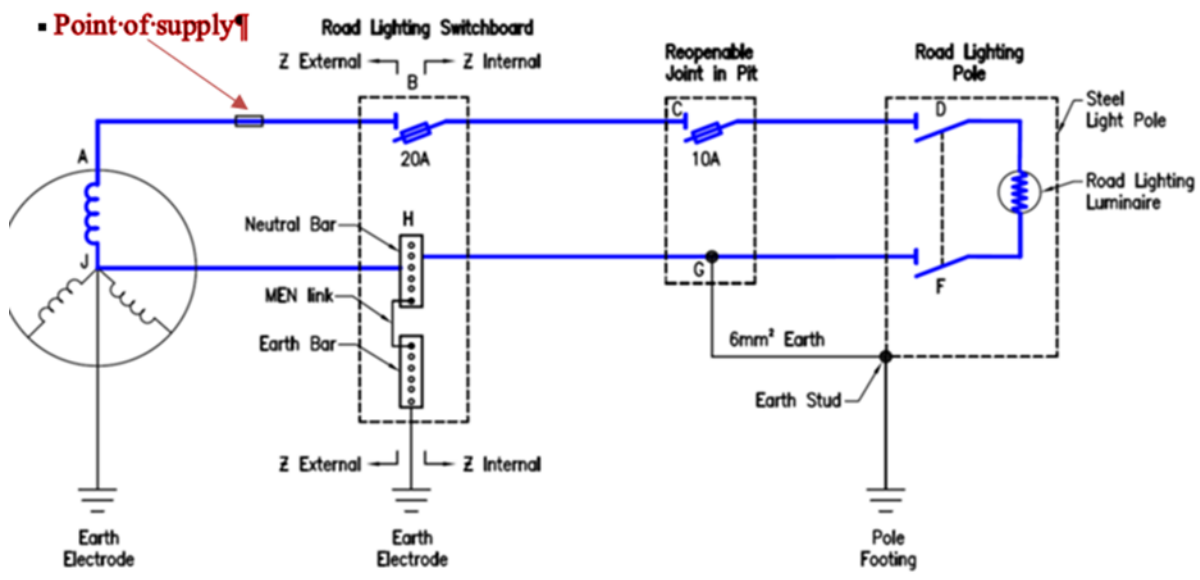 ▪ Point·of·supply¶
Road Lighting Switchboard
Z External
Z Internal
B
Reopenable
Joint in Pit
Road Lighting
Pole
C
D
Steel
Light Pole
20A
10A
A
Road Lighting
Luminaire
Neutral Bar
H
J
G
F
MEN link
Earth Bar
6mm² Earth
Earth Stud
Z External
Z Internal
Earth
Electrode
Earth
Electrode
Pole
Footing